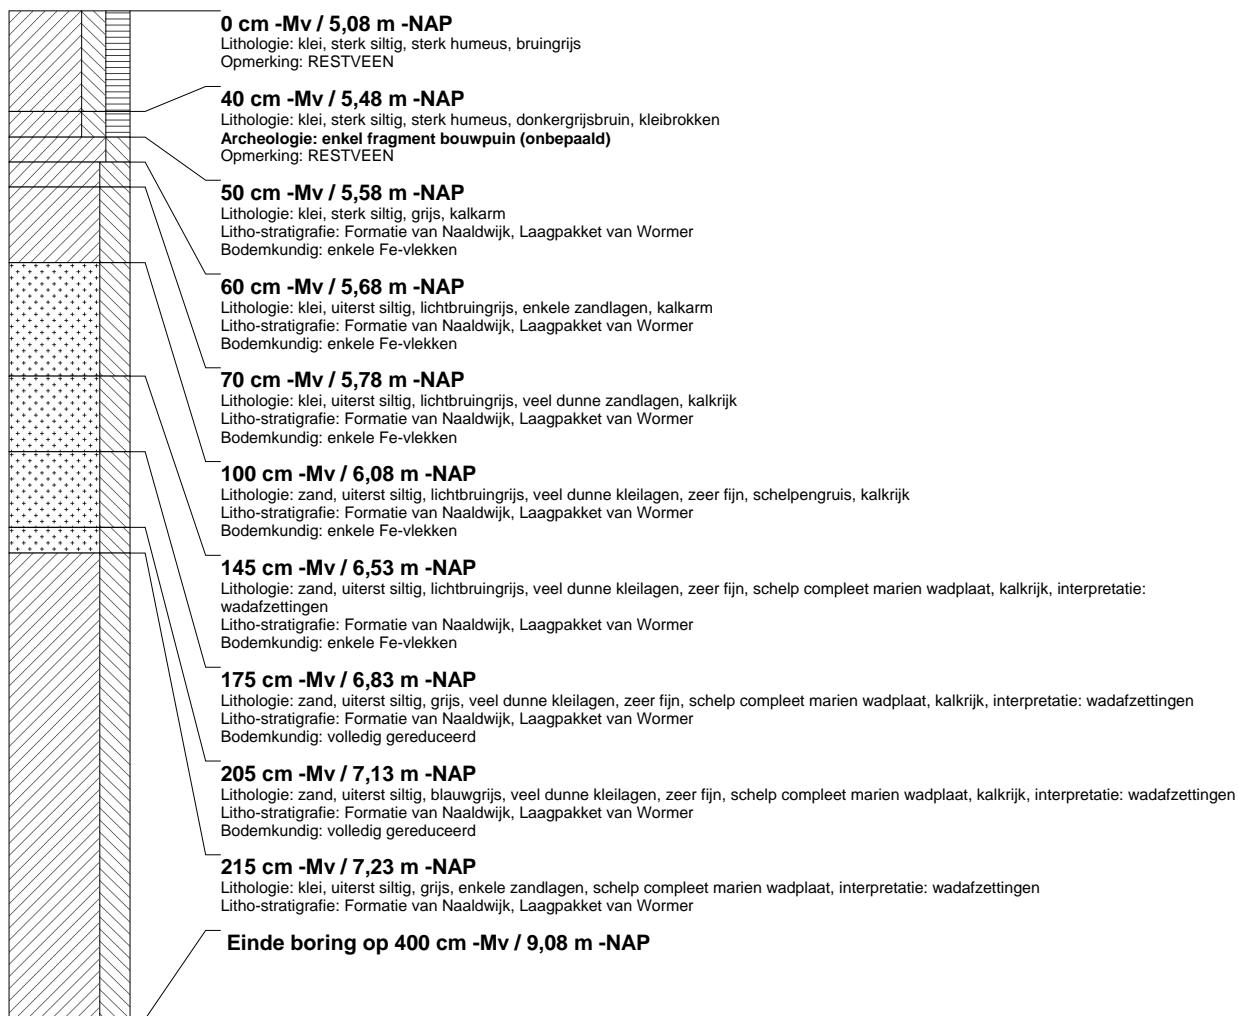 0 cm -Mv / 5,08 m -NAP
Lithologie: klei, sterk siltig, sterk humeus, bruingrijs
Opmerking: RESTVEEN
40 cm -Mv / 5,48 m -NAP
Lithologie: klei, sterk siltig, sterk humeus, donkergrijsbruin, kleibrokken
Archeologie: enkel fragment bouwpuin (onbepaald)
Opmerking: RESTVEEN
50 cm -Mv / 5,58 m -NAP
Lithologie: klei, sterk siltig, grijs, kalkarm
Litho-stratigrafie: Formatie van Naaldwijk, Laagpakket van Wormer
Bodemkundig: enkele Fe-vlekken
60 cm -Mv / 5,68 m -NAP
Lithologie: klei, uiterst siltig, lichtbruingrijs, enkele zandlagen, kalkarm
Litho-stratigrafie: Formatie van Naaldwijk, Laagpakket van Wormer
Bodemkundig: enkele Fe-vlekken
70 cm -Mv / 5,78 m -NAP
Lithologie: klei, uiterst siltig, lichtbruingrijs, veel dunne zandlagen, kalkrijk
Litho-stratigrafie: Formatie van Naaldwijk, Laagpakket van Wormer
Bodemkundig: enkele Fe-vlekken
100 cm -Mv / 6,08 m -NAP
Lithologie: zand, uiterst siltig, lichtbruingrijs, veel dunne kleilagen, zeer fijn, schelpengruis, kalkrijk
Litho-stratigrafie: Formatie van Naaldwijk, Laagpakket van Wormer
Bodemkundig: enkele Fe-vlekken
145 cm -Mv / 6,53 m -NAP
Lithologie: zand, uiterst siltig, lichtbruingrijs, veel dunne kleilagen, zeer fijn, schelp compleet marien wadplaat, kalkrijk, interpretatie:
wadafzettingen
Litho-stratigrafie: Formatie van Naaldwijk, Laagpakket van Wormer
Bodemkundig: enkele Fe-vlekken
175 cm -Mv / 6,83 m -NAP
Lithologie: zand, uiterst siltig, grijs, veel dunne kleilagen, zeer fijn, schelp compleet marien wadplaat, kalkrijk, interpretatie: wadafzettingen
Litho-stratigrafie: Formatie van Naaldwijk, Laagpakket van Wormer
Bodemkundig: volledig gereduceerd
205 cm -Mv / 7,13 m -NAP
Lithologie: zand, uiterst siltig, blauwgrijs, veel dunne kleilagen, zeer fijn, schelp compleet marien wadplaat, kalkrijk, interpretatie: wadafzettingen
Litho-stratigrafie: Formatie van Naaldwijk, Laagpakket van Wormer
Bodemkundig: volledig gereduceerd
215 cm -Mv / 7,23 m -NAP
Lithologie: klei, uiterst siltig, grijs, enkele zandlagen, schelp compleet marien wadplaat, interpretatie: wadafzettingen
Litho-stratigrafie: Formatie van Naaldwijk, Laagpakket van Wormer
Einde boring op 400 cm -Mv / 9,08 m -NAP